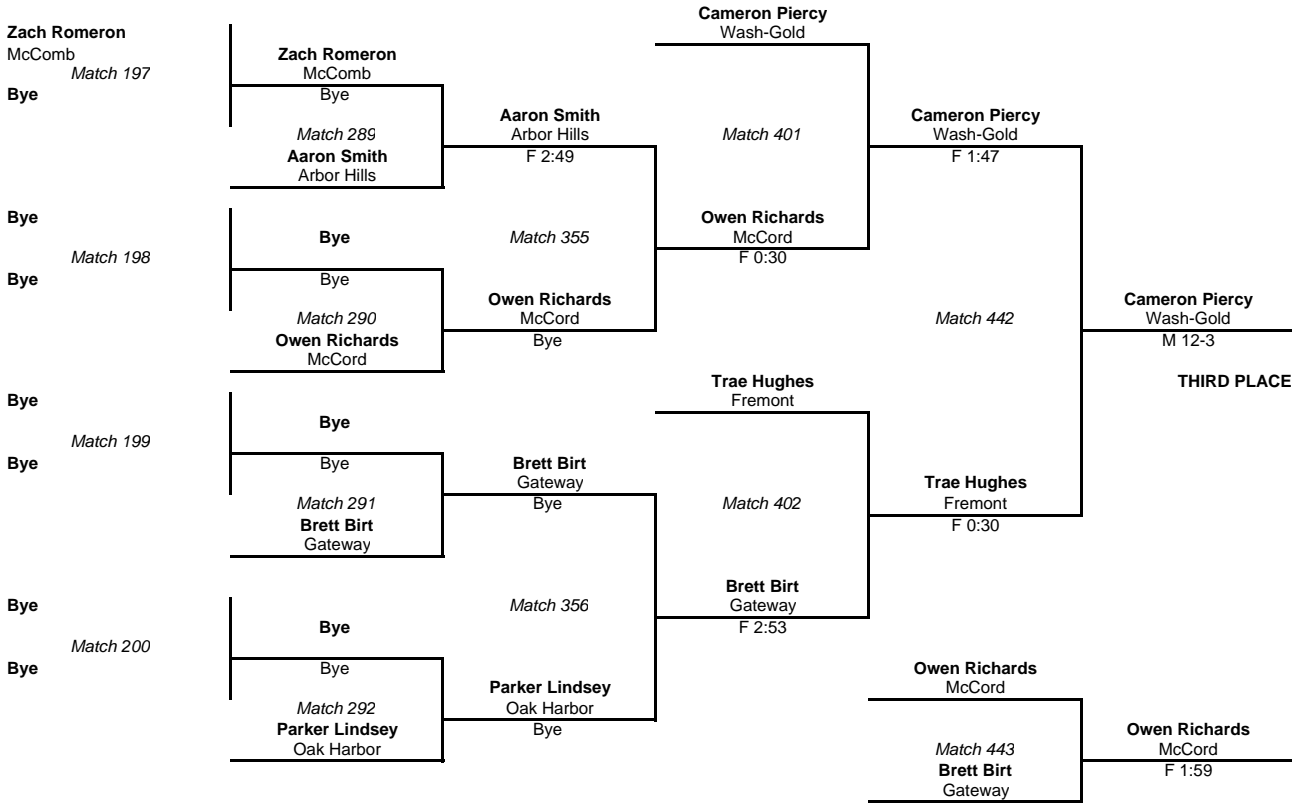 Cameron Piercy
Wash-Gold
Zach Romeron
McComb
Match 197
Bye
Zach Romeron
McComb
Bye
Match 289
Aaron Smith
Arbor Hills
Aaron Smith
Arbor Hills
F 2:49
Match 401
Cameron Piercy
Wash-Gold
F 1:47
Bye
Match 198
Bye
Bye
Bye
Match 290
Owen Richards
McCord
Match 355
Owen Richards
McCord
Bye
Owen Richards
McCord
F 0:30
Match 442
Cameron Piercy
Wash-Gold
M 12-3
THIRD PLACE
Trae Hughes
Fremont
Bye
Match 199
Bye
Bye
Bye
Match 291
Brett Birt
Gateway
Brett Birt
Gateway
Bye
Match 402
Trae Hughes
Fremont
F 0:30
Bye
Match 200
Bye
Bye
Bye
Match 292
Parker Lindsey
Oak Harbor
Match 356
Parker Lindsey
Oak Harbor
Bye
Brett Birt
Gateway
F 2:53
Owen Richards
McCord
Match 443
Brett Birt
Gateway
Owen Richards
McCord
F 1:59